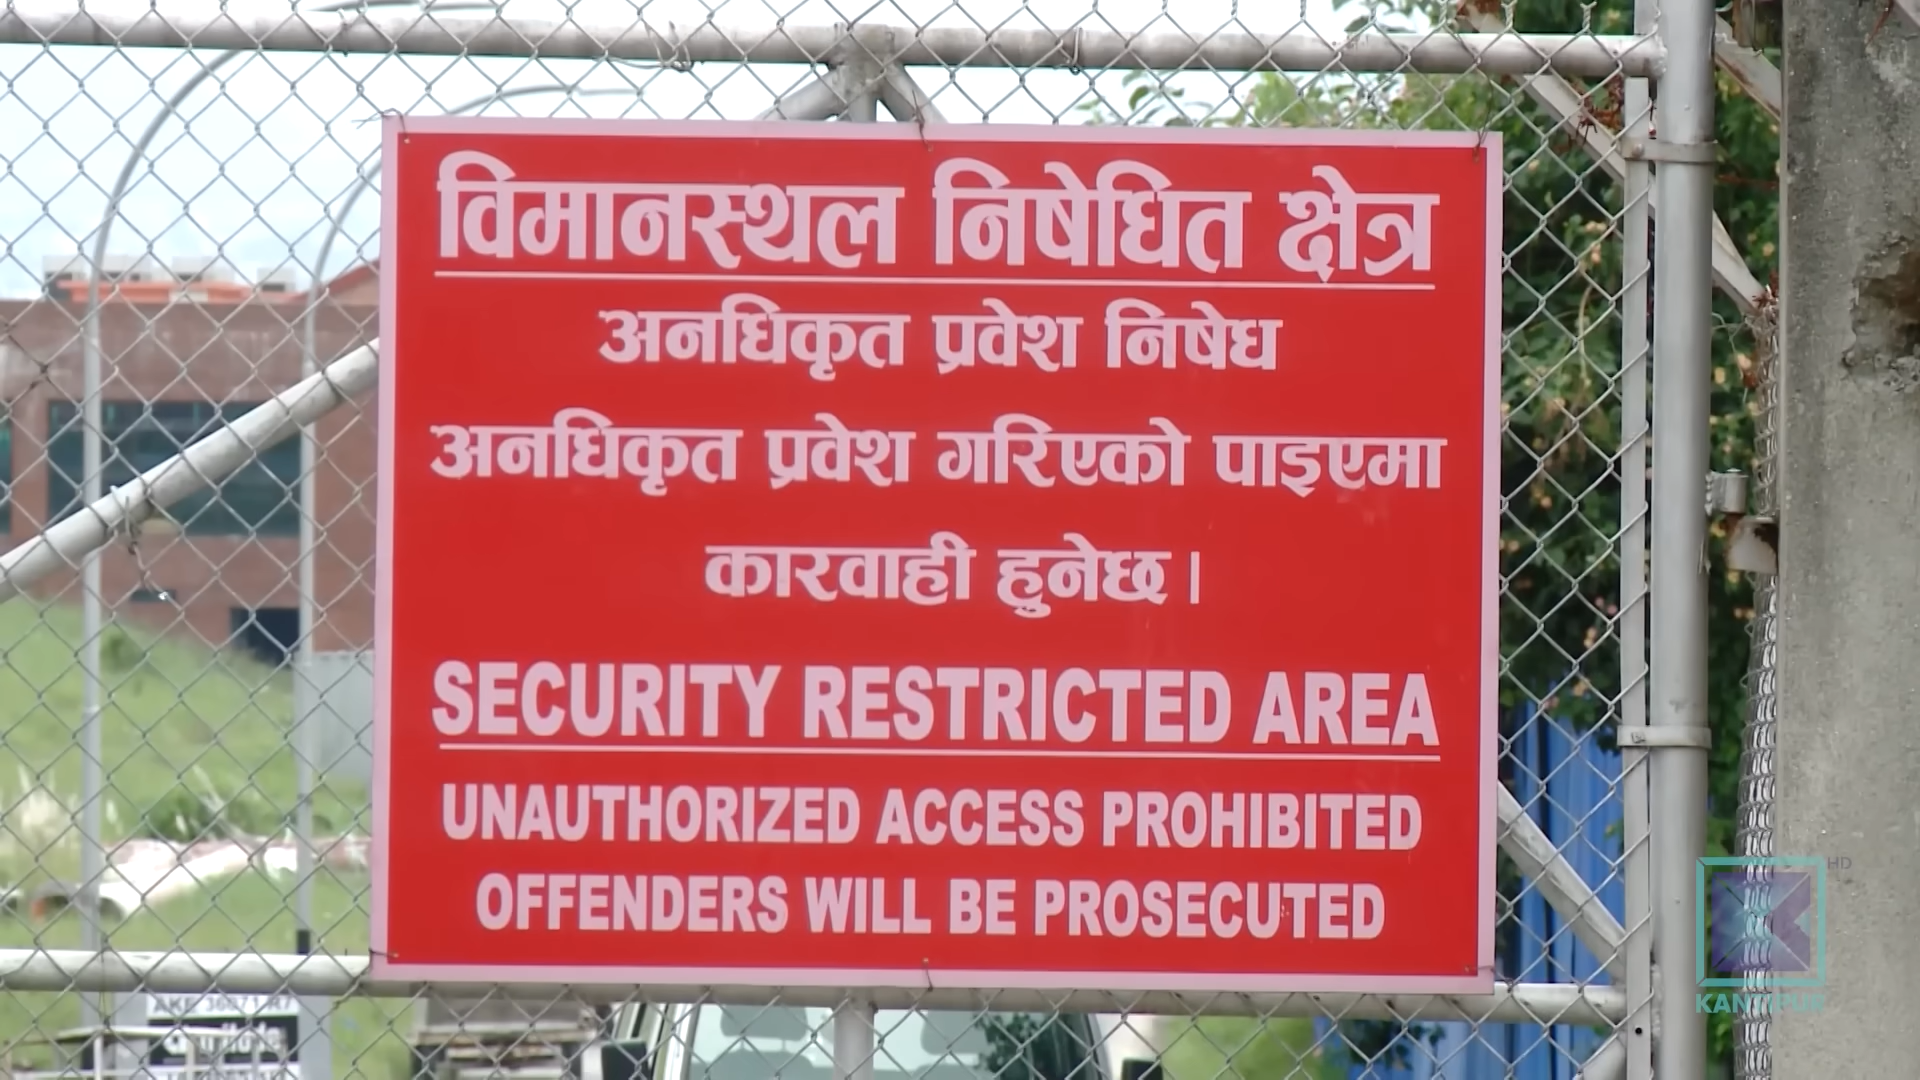 विमानस्थल निषेधित क्षेत्र
अनधिकृत प्रवेश निषेध
अनधिकृत प्रवेश गरिएको पाइएमा
कारवाही हुनेछ।
SECURITY RESTRICTED AREA
UNAUTHORIZED ACCESS PROHIBITED
OFFENDERS WILL BE PROSECUTED
HD
KANTIPUR